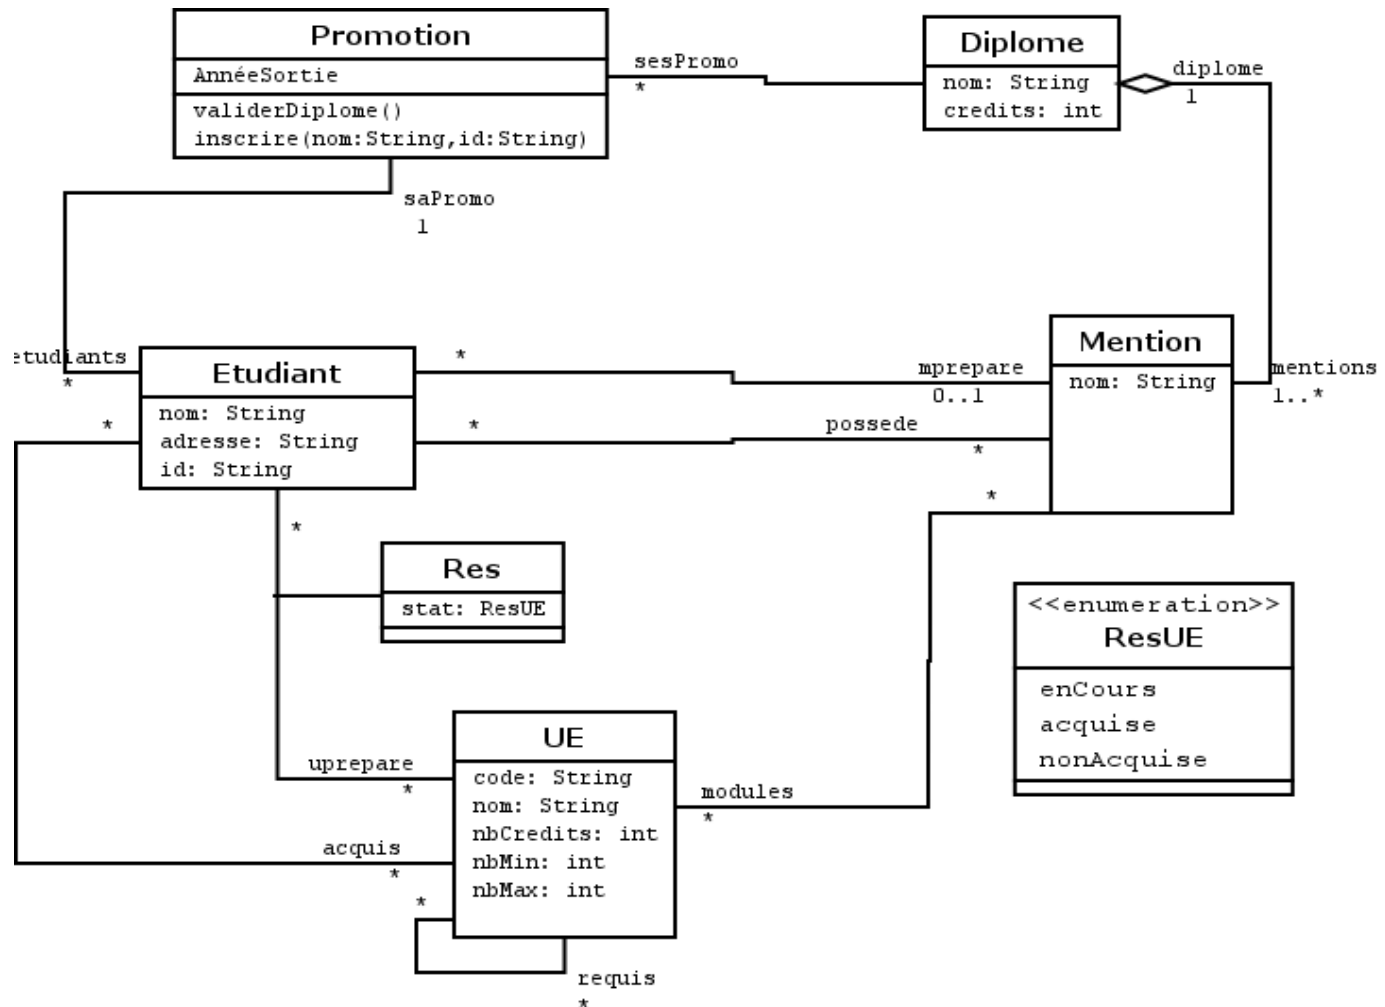 Promotion
AnnéeSortie
validerDiplome()
inscrire(nom:String,id:String)
sesPromo
*
Diplome
nom: String
credits: int
diplome
1
saPromo
1
etudiants
*
Etudiant
nom: String
adresse: String
id: String
*
*
mprepare
0..1
*
possede
*
Mention
nom: String
mentions
1..*
*
*
Res
stat: ResUE
<<enumeration>>
ResUE
enCours
acquise
nonAcquise
uprepare
*
UE
code: String
nom: String
nbCredits: int
nbMin: int
nbMax: int
modules
*
acquis
*
*
requis
*